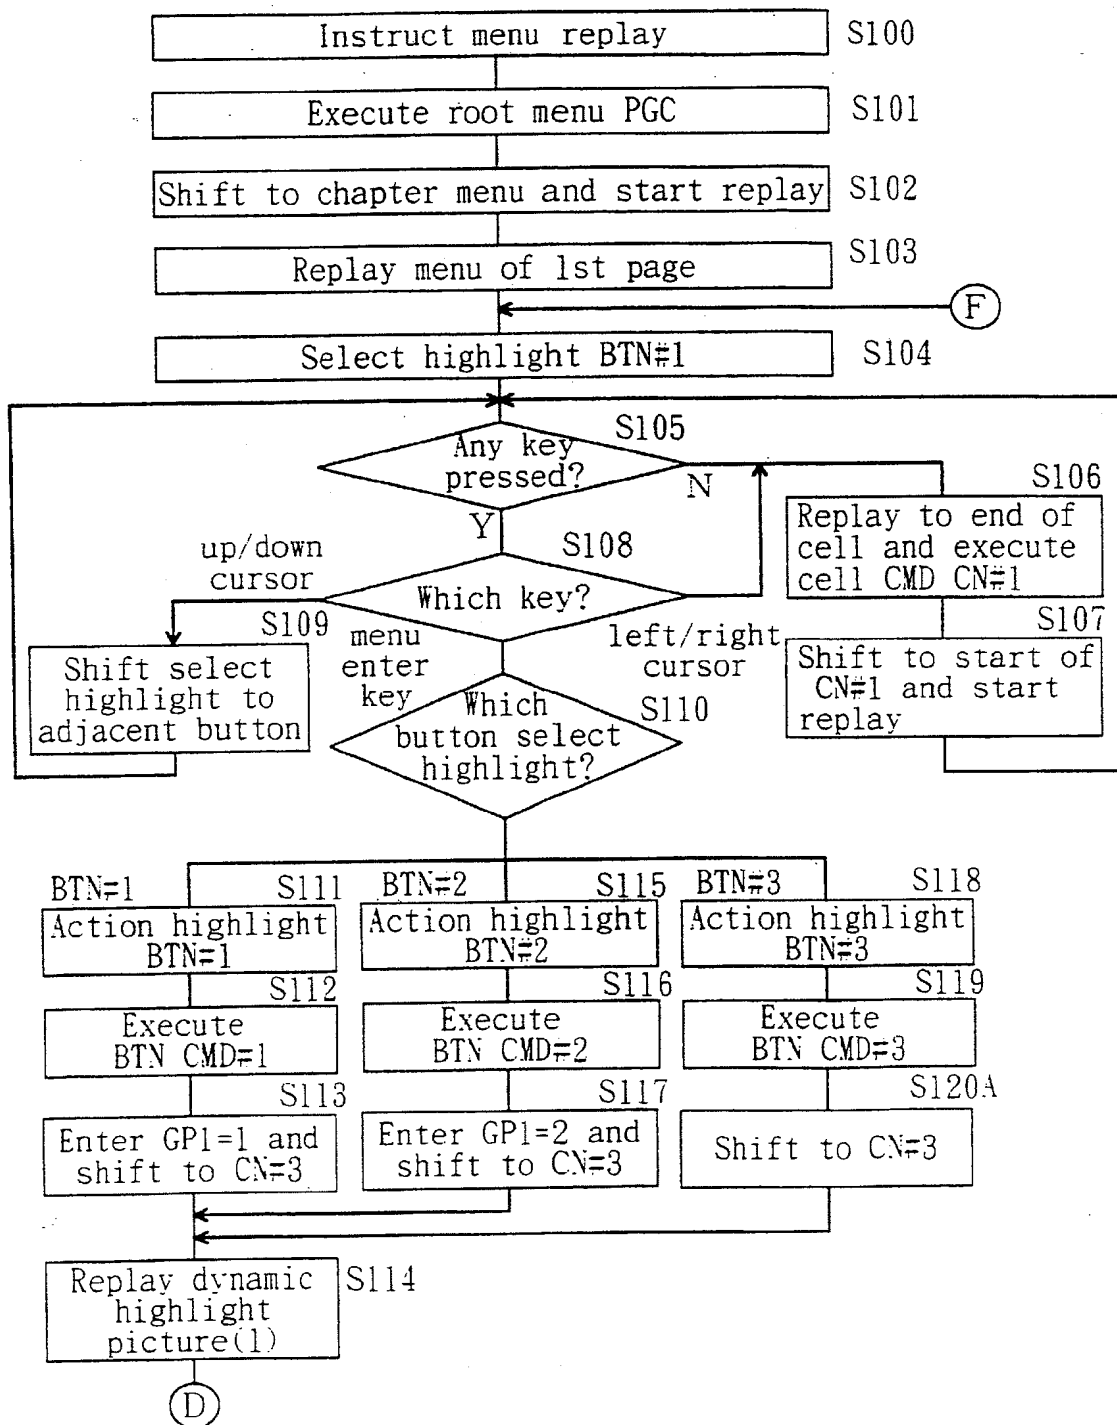 Instruct menu replay
S100
Execute root menu PGC
S101
Shift to chapter menu and start replay
S102
Replay menu of 1st page
S103
F
Select highlight BTN#1
S104
S105
Any key
pressed?
N
Y
S106
Replay to end of
cell and execute
cell CMD CN#1
S107
Shift to start of
CN#1 and start
replay
S108
Which key?
up/down
cursor
S109
Shift select
highlight to
adjacent button
menu
enter
key
left/right
cursor
S110
Which
button select
highlight?
BTN#1
S111
Action highlight
BTN#1
S112
Execute
BTN CMD#1
S113
Enter GP1=1 and
shift to CN#3
BTN#2
S115
Action highlight
BTN#2
S116
Execute
BTN CMD#2
S117
Enter GP1=2 and
shift to CN#3
BTN#3
S118
Action highlight
BTN#3
S119
Execute
BTN CMD#3
S120A
Shift to CN#3
Replay dynamic
highlight
picture(1)
S114
D